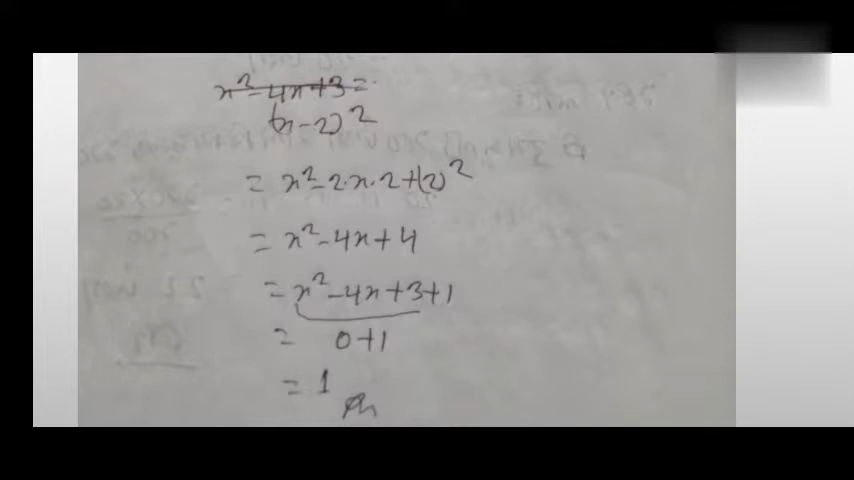 x² - 4x + 3 =
(x - 2)²
= x² - 2·x·2 + (2)²
= x² - 4x + 4
= x² - 4x + 3 + 1
= 0 + 1
= 1